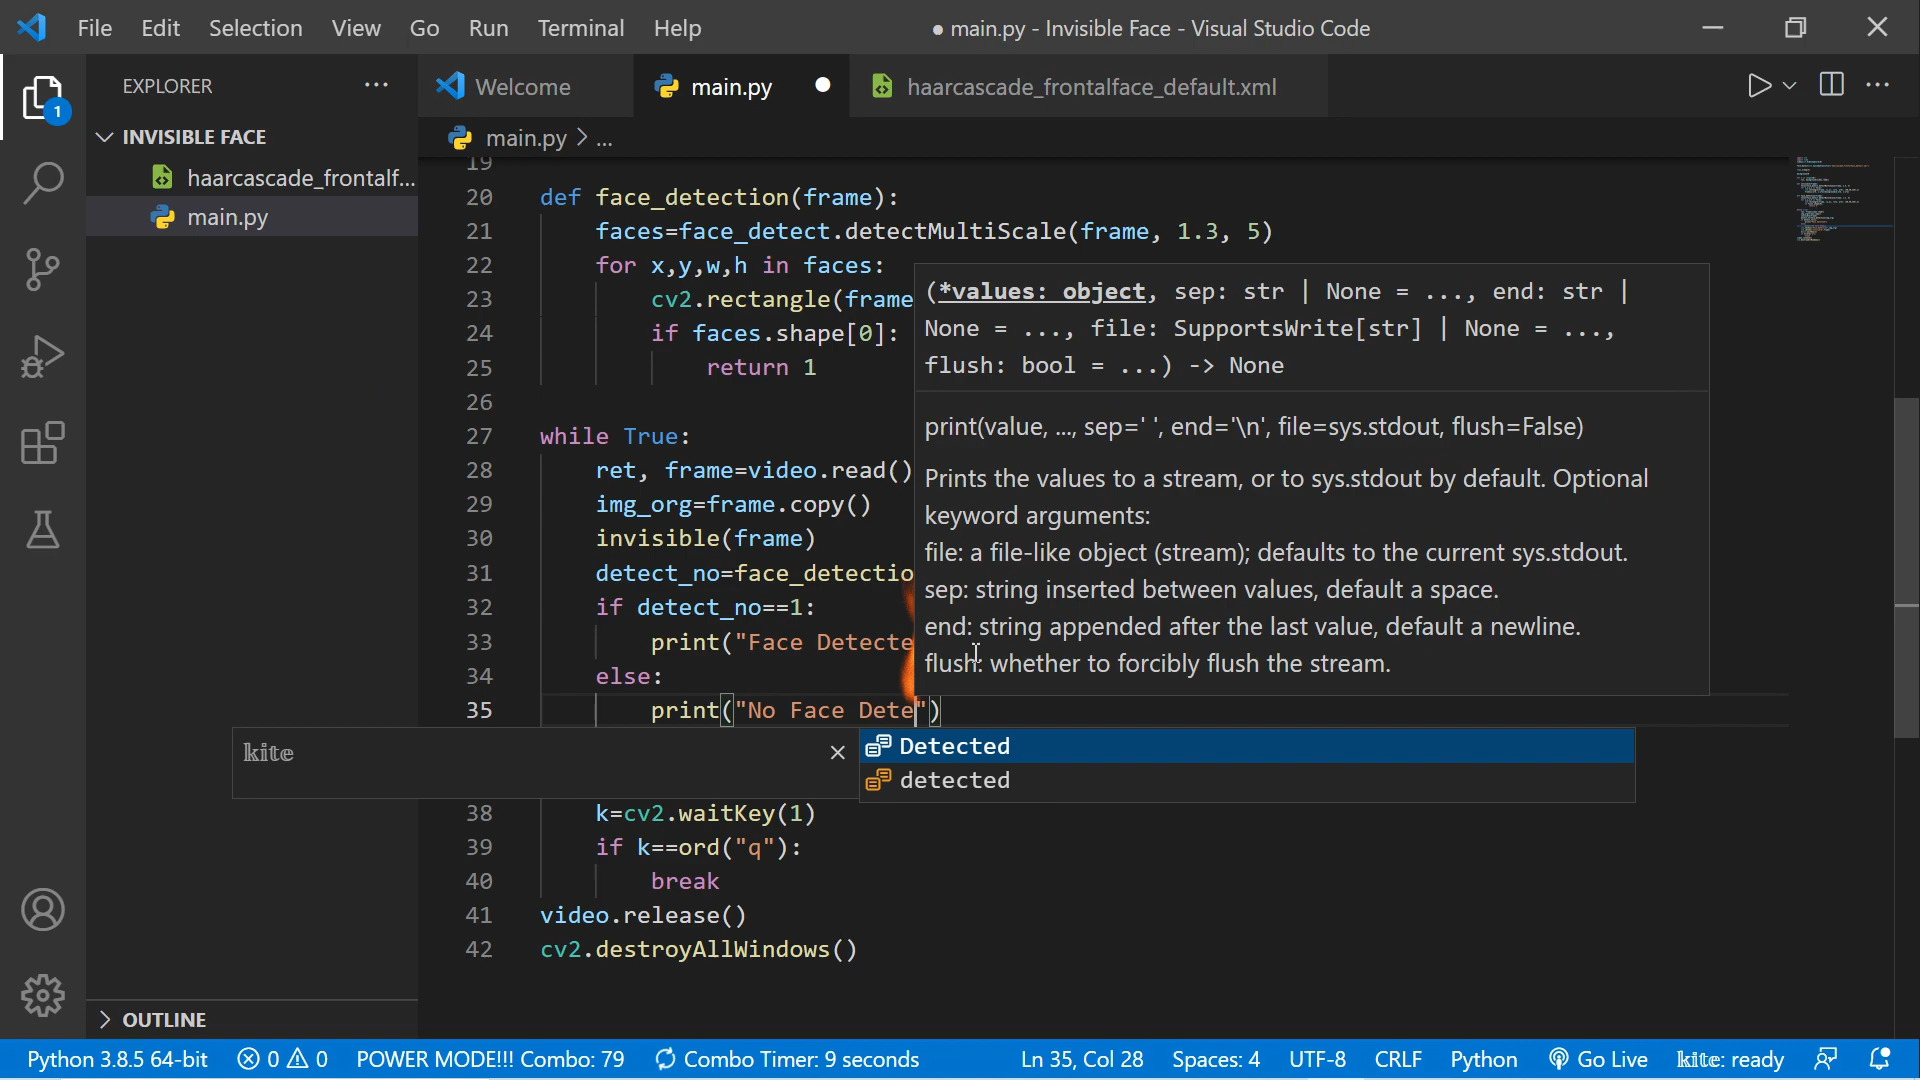 File Edit Selection View Go Run Terminal Help
● main.py - Invisible Face - Visual Studio Code
EXPLORER
Welcome
main.py
haarcascade_frontalface_default.xml
1
INVISIBLE FACE
haarcascade_frontalf...
main.py
main.py > ...
19
20 def face_detection(frame):
21 faces=face_detect.detectMultiScale(frame, 1.3, 5)
22 for x,y,w,h in faces:
23 cv2.rectangle(frame
24 if faces.shape[0]:
25 return 1
26
27 while True:
28 ret, frame=video.read()
29 img_org=frame.copy()
30 invisible(frame)
31 detect_no=face_detectio
32 if detect_no==1:
33 print("Face Detecte
34 else:
35 print("No Face Dete")
(*values: object, sep: str | None = ..., end: str |
None = ..., file: SupportsWrite[str] | None = ...,
flush: bool = ...) -> None
print(value, ..., sep=' ', end='\n', file=sys.stdout, flush=False)
Prints the values to a stream, or to sys.stdout by default. Optional
keyword arguments:
file: a file-like object (stream); defaults to the current sys.stdout.
sep: string inserted between values, default a space.
end: string appended after the last value, default a newline.
flush: whether to forcibly flush the stream.
kite
Detected
detected
38 k=cv2.waitKey(1)
39 if k==ord("q"):
40 break
41 video.release()
42 cv2.destroyAllWindows()
OUTLINE
Python 3.8.5 64-bit 0 0 POWER MODE!!! Combo: 79 Combo Timer: 9 seconds Ln 35, Col 28 Spaces: 4 UTF-8 CRLF Python Go Live kite: ready